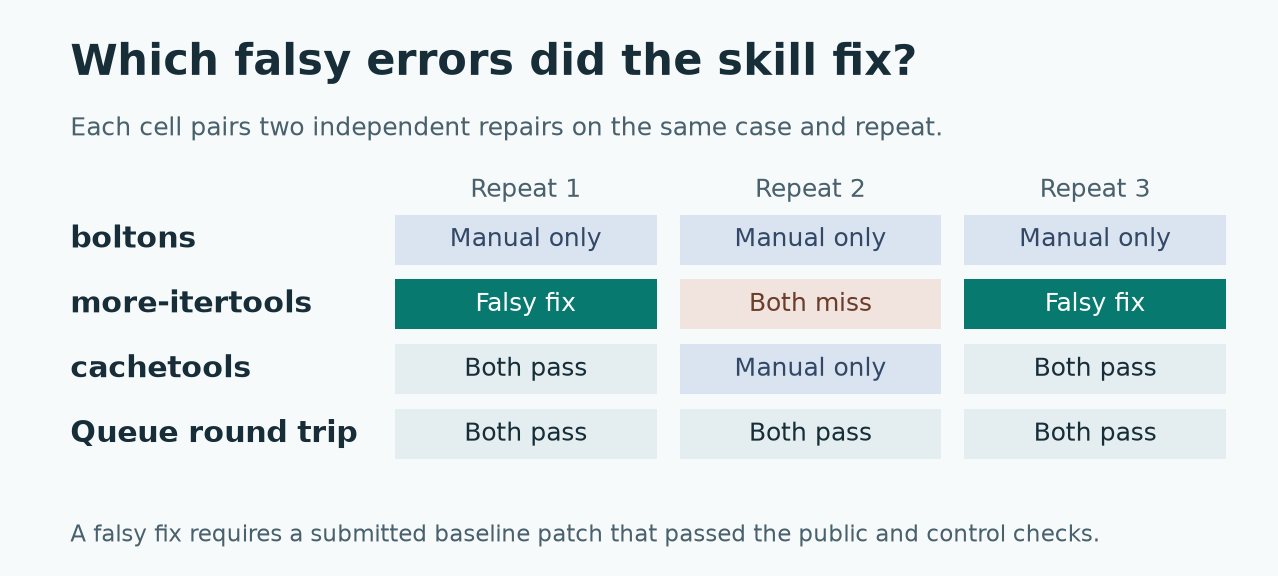 Which falsy errors did the skill fix?
Each cell pairs two independent repairs on the same case and repeat.
Repeat 1 Repeat 2 Repeat 3
boltons Manual only Manual only Manual only
more-itertools Falsy fix Both miss Falsy fix
cachetools Both pass Manual only Both pass
Queue round trip Both pass Both pass Both pass
A falsy fix requires a submitted baseline patch that passed the public and control checks.